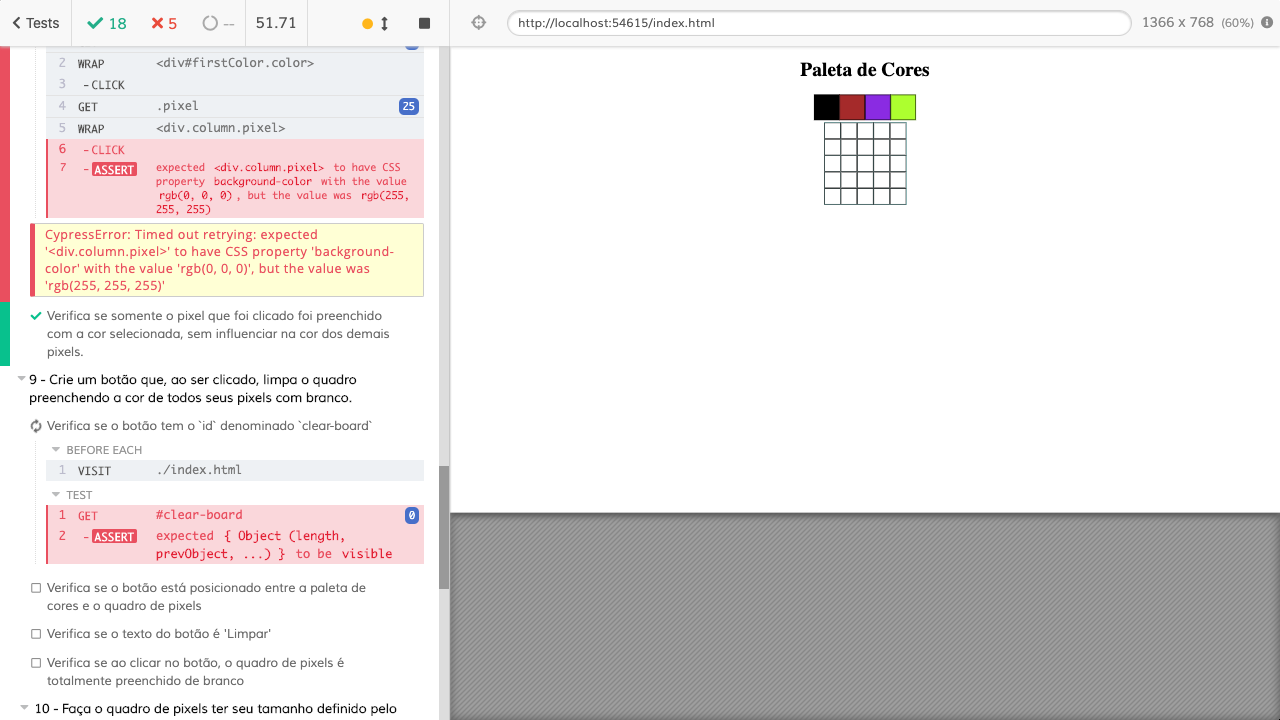 Tests 18 5 -- 51.71 http://localhost:54615/index.html 1366 x 768 (60%)
2 WRAP <div#firstColor.color>
3 -CLICK
4 GET .pixel 25
5 WRAP <div.column.pixel>
6 -CLICK
7 -ASSERT expected <div.column.pixel> to have CSS
property background-color with the value
rgb(0, 0, 0), but the value was rgb(255,
255, 255)
CypressError: Timed out retrying: expected
'<div.column.pixel>' to have CSS property 'background-
color' with the value 'rgb(0, 0, 0)', but the value was
'rgb(255, 255, 255)'
Verifica se somente o pixel que foi clicado foi preenchido
com a cor selecionada, sem influenciar na cor dos demais
pixels.
9 - Crie um botão que, ao ser clicado, limpa o quadro
preenchendo a cor de todos seus pixels com branco.
Verifica se o botão tem o `id` denominado `clear-board`
BEFORE EACH
1 VISIT ./index.html
TEST
1 GET #clear-board 0
2 -ASSERT expected { Object (length,
prevObject, ...) } to be visible
Verifica se o botão está posicionado entre a paleta de
cores e o quadro de pixels
Verifica se o texto do botão é 'Limpar'
Verifica se ao clicar no botão, o quadro de pixels é
totalmente preenchido de branco
10 - Faça o quadro de pixels ter seu tamanho definido pelo
Paleta de Cores